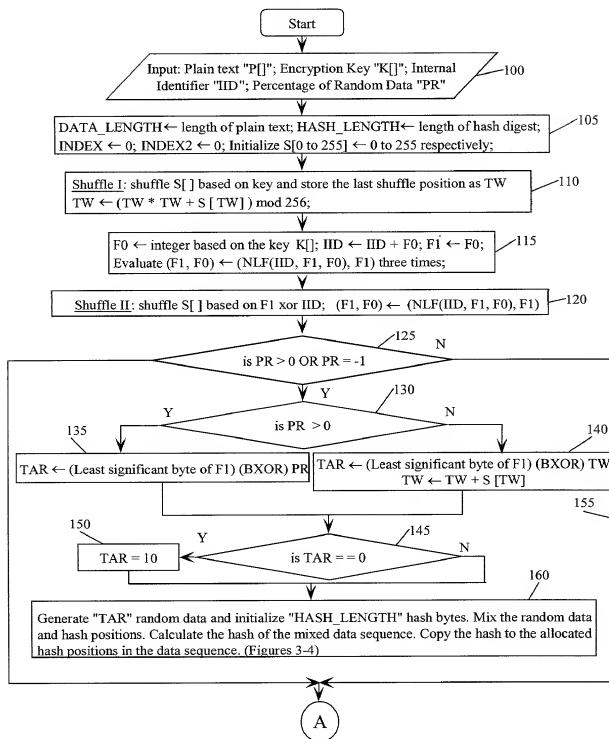 Start
Input: Plain text "P[]"; Encryption Key "K[]"; Internal
Identifier "IID"; Percentage of Random Data "PR"
100
DATA_LENGTH← length of plain text; HASH_LENGTH← length of hash digest;
INDEX ← 0; INDEX2 ← 0; Initialize S[0 to 255] ← 0 to 255 respectively;
105
Shuffle I: shuffle S[ ] based on key and store the last shuffle position as TW
TW ← (TW * TW + S [ TW] ) mod 256;
110
F0 ← integer based on the key K[]; IID ← IID + F0; F1 ← F0;
Evaluate (F1, F0) ← (NLF(IID, F1, F0), F1) three times;
115
Shuffle II: shuffle S[ ] based on F1 xor IID; (F1, F0) ← (NLF(IID, F1, F0), F1)
120
125
N
is PR > 0 OR PR = -1
Y
130
Y
N
is PR > 0
135
140
TAR ← (Least significant byte of F1) (BXOR) PR
TAR ← (Least significant byte of F1) (BXOR) TW
TW ← TW + S [TW]
155
150
145
Y
N
TAR = 10
is TAR = = 0
160
Generate "TAR" random data and initialize "HASH_LENGTH" hash bytes. Mix the random data
and hash positions. Calculate the hash of the mixed data sequence. Copy the hash to the allocated
hash positions in the data sequence. (Figures 3-4)
A